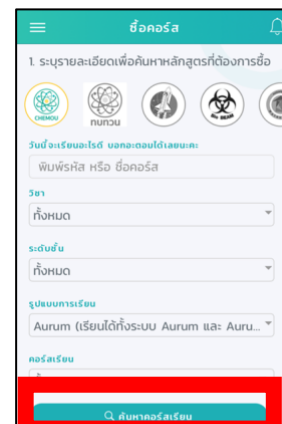 ซื้อคอร์ส
1. ระบุรายละเอียดเพื่อค้นหาหลักสูตรที่ต้องการซื้อ
CHEMOU
ทบทวน
Bio BEAM
วันนี้จะเรียนอะไรดี บอกอะตอมได้เลยนะคะ
พิมพ์รหัส หรือ ชื่อคอร์ส
วิชา
ทั้งหมด
ระดับชั้น
ทั้งหมด
รูปแบบการเรียน
Aurum (เรียนได้ทั้งระบบ Aurum และ Auru...
คอร์สเรียน
ค้นหาคอร์สเรียน